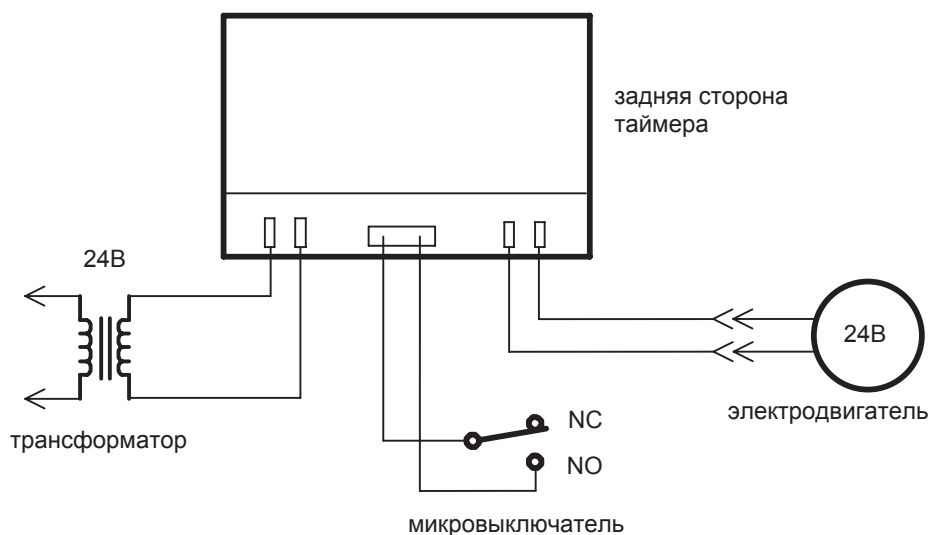 задняя сторона
таймера
24В
24В
электродвигатель
NC
трансформатор
NO
микровыключатель